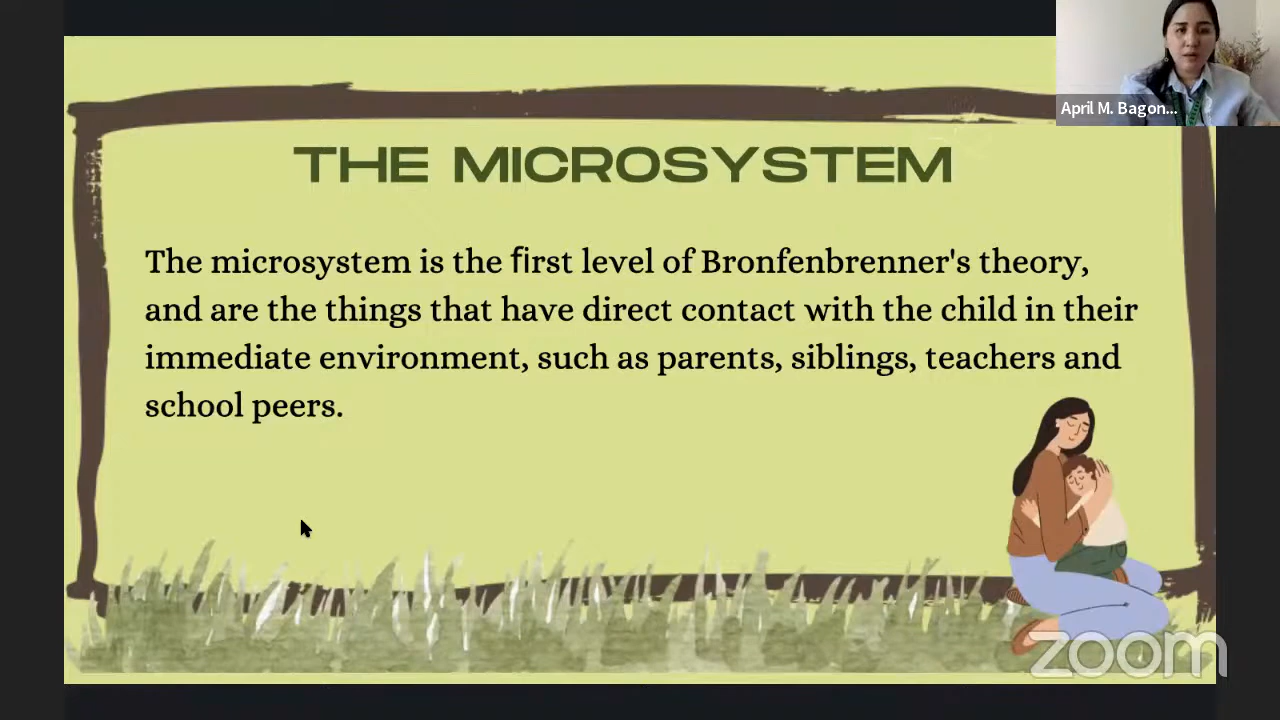 April M. Bagon...
THE MICROSYSTEM
The microsystem is the first level of Bronfenbrenner's theory,
and are the things that have direct contact with the child in their
immediate environment, such as parents, siblings, teachers and
school peers.
zoom